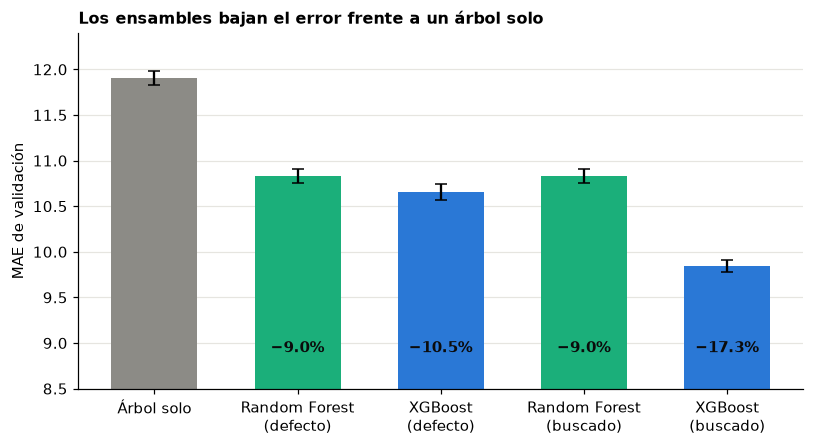 Los ensambles bajan el error frente a un árbol solo
MAE de validación
12.0
11.5
11.0
10.5
10.0
9.5
9.0
8.5
−9.0%
−10.5%
−9.0%
−17.3%
Árbol solo
Random Forest
(defecto)
XGBoost
(defecto)
Random Forest
(buscado)
XGBoost
(buscado)